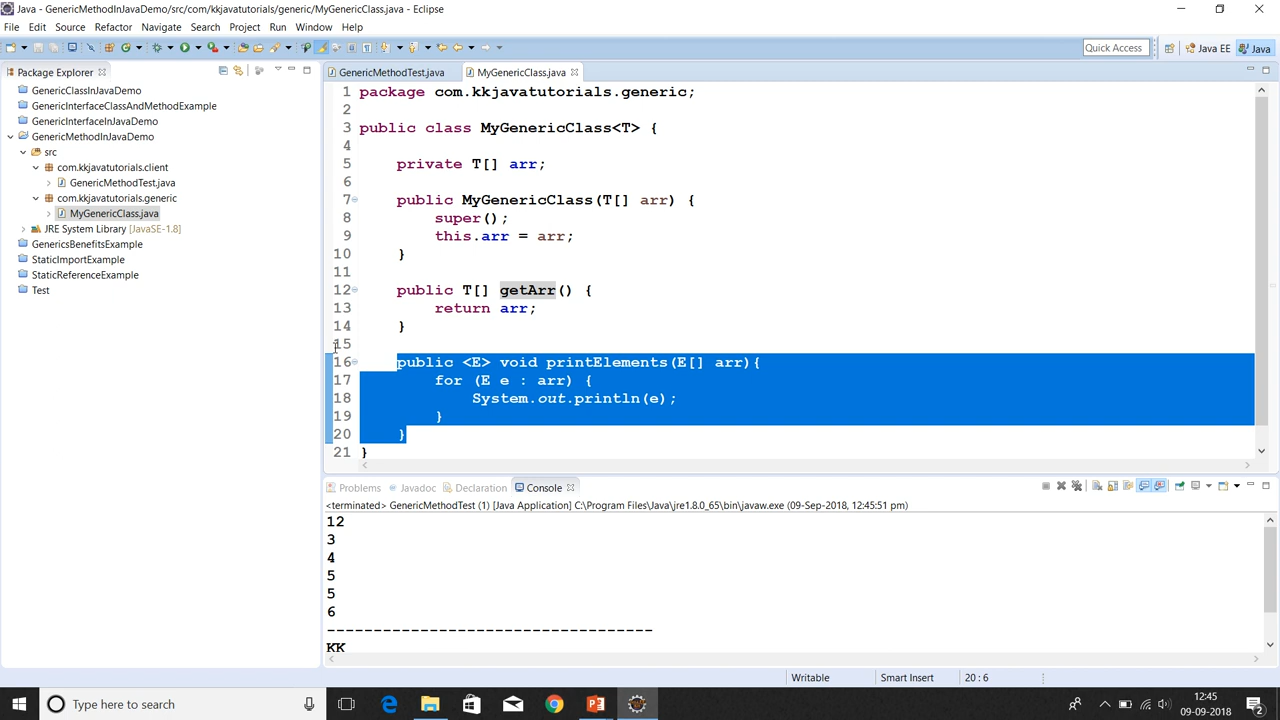 Java - GenericMethodInJavaDemo/src/com/kkjavatutorials/generic/MyGenericClass.java - Eclipse
File Edit Source Refactor Navigate Search Project Run Window Help
Quick Access
Java EE
Java
Package Explorer
GenericMethodTest.java
MyGenericClass.java
GenericClassInJavaDemo
GenericInterfaceClassAndMethodExample
GenericInterfaceInJavaDemo
GenericMethodInJavaDemo
src
com.kkjavatutorials.client
GenericMethodTest.java
com.kkjavatutorials.generic
MyGenericClass.java
JRE System Library [JavaSE-1.8]
GenericsBenefitsExample
StaticImportExample
StaticReferenceExample
Test
1 package com.kkjavatutorials.generic;
2
3 public class MyGenericClass<T> {
4
5 private T[] arr;
6
7 public MyGenericClass(T[] arr) {
8 super();
9 this.arr = arr;
10 }
11
12 public T[] getArr() {
13 return arr;
14 }
15
16 public <E> void printElements(E[] arr){
17 for (E e : arr) {
18 System.out.println(e);
19 }
20 }
21 }
Problems Javadoc Declaration Console
<terminated> GenericMethodTest (1) [Java Application] C:\Program Files\Java\jre1.8.0_65\bin\javaw.exe (09-Sep-2018, 12:45:51 pm)
12
3
4
5
5
6
-----------------------------------
KK
Writable
Smart Insert
20 : 6
Type here to search
12:45
09-09-2018
2